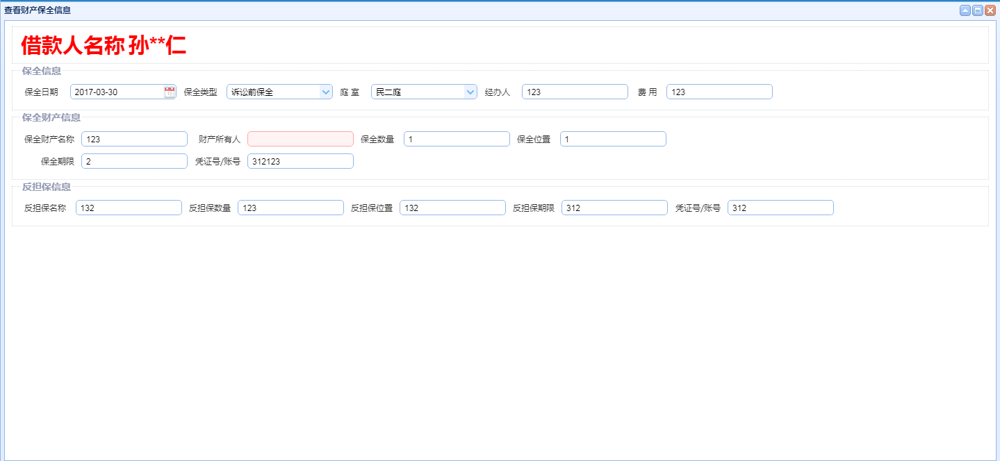 查看财产保全信息
借款人名称 孙**仁
保全信息
保全日期 2017-03-30 保全类型 诉讼前保全 庭 室 民二庭 经办人 123 费 用 123
保全财产信息
保全财产名称 123 财产所有人 保全数量 1 保全位置 1
保全期限 2 凭证号/账号 312123
反担保信息
反担保名称 132 反担保数量 123 反担保位置 132 反担保期限 312 凭证号/账号 312